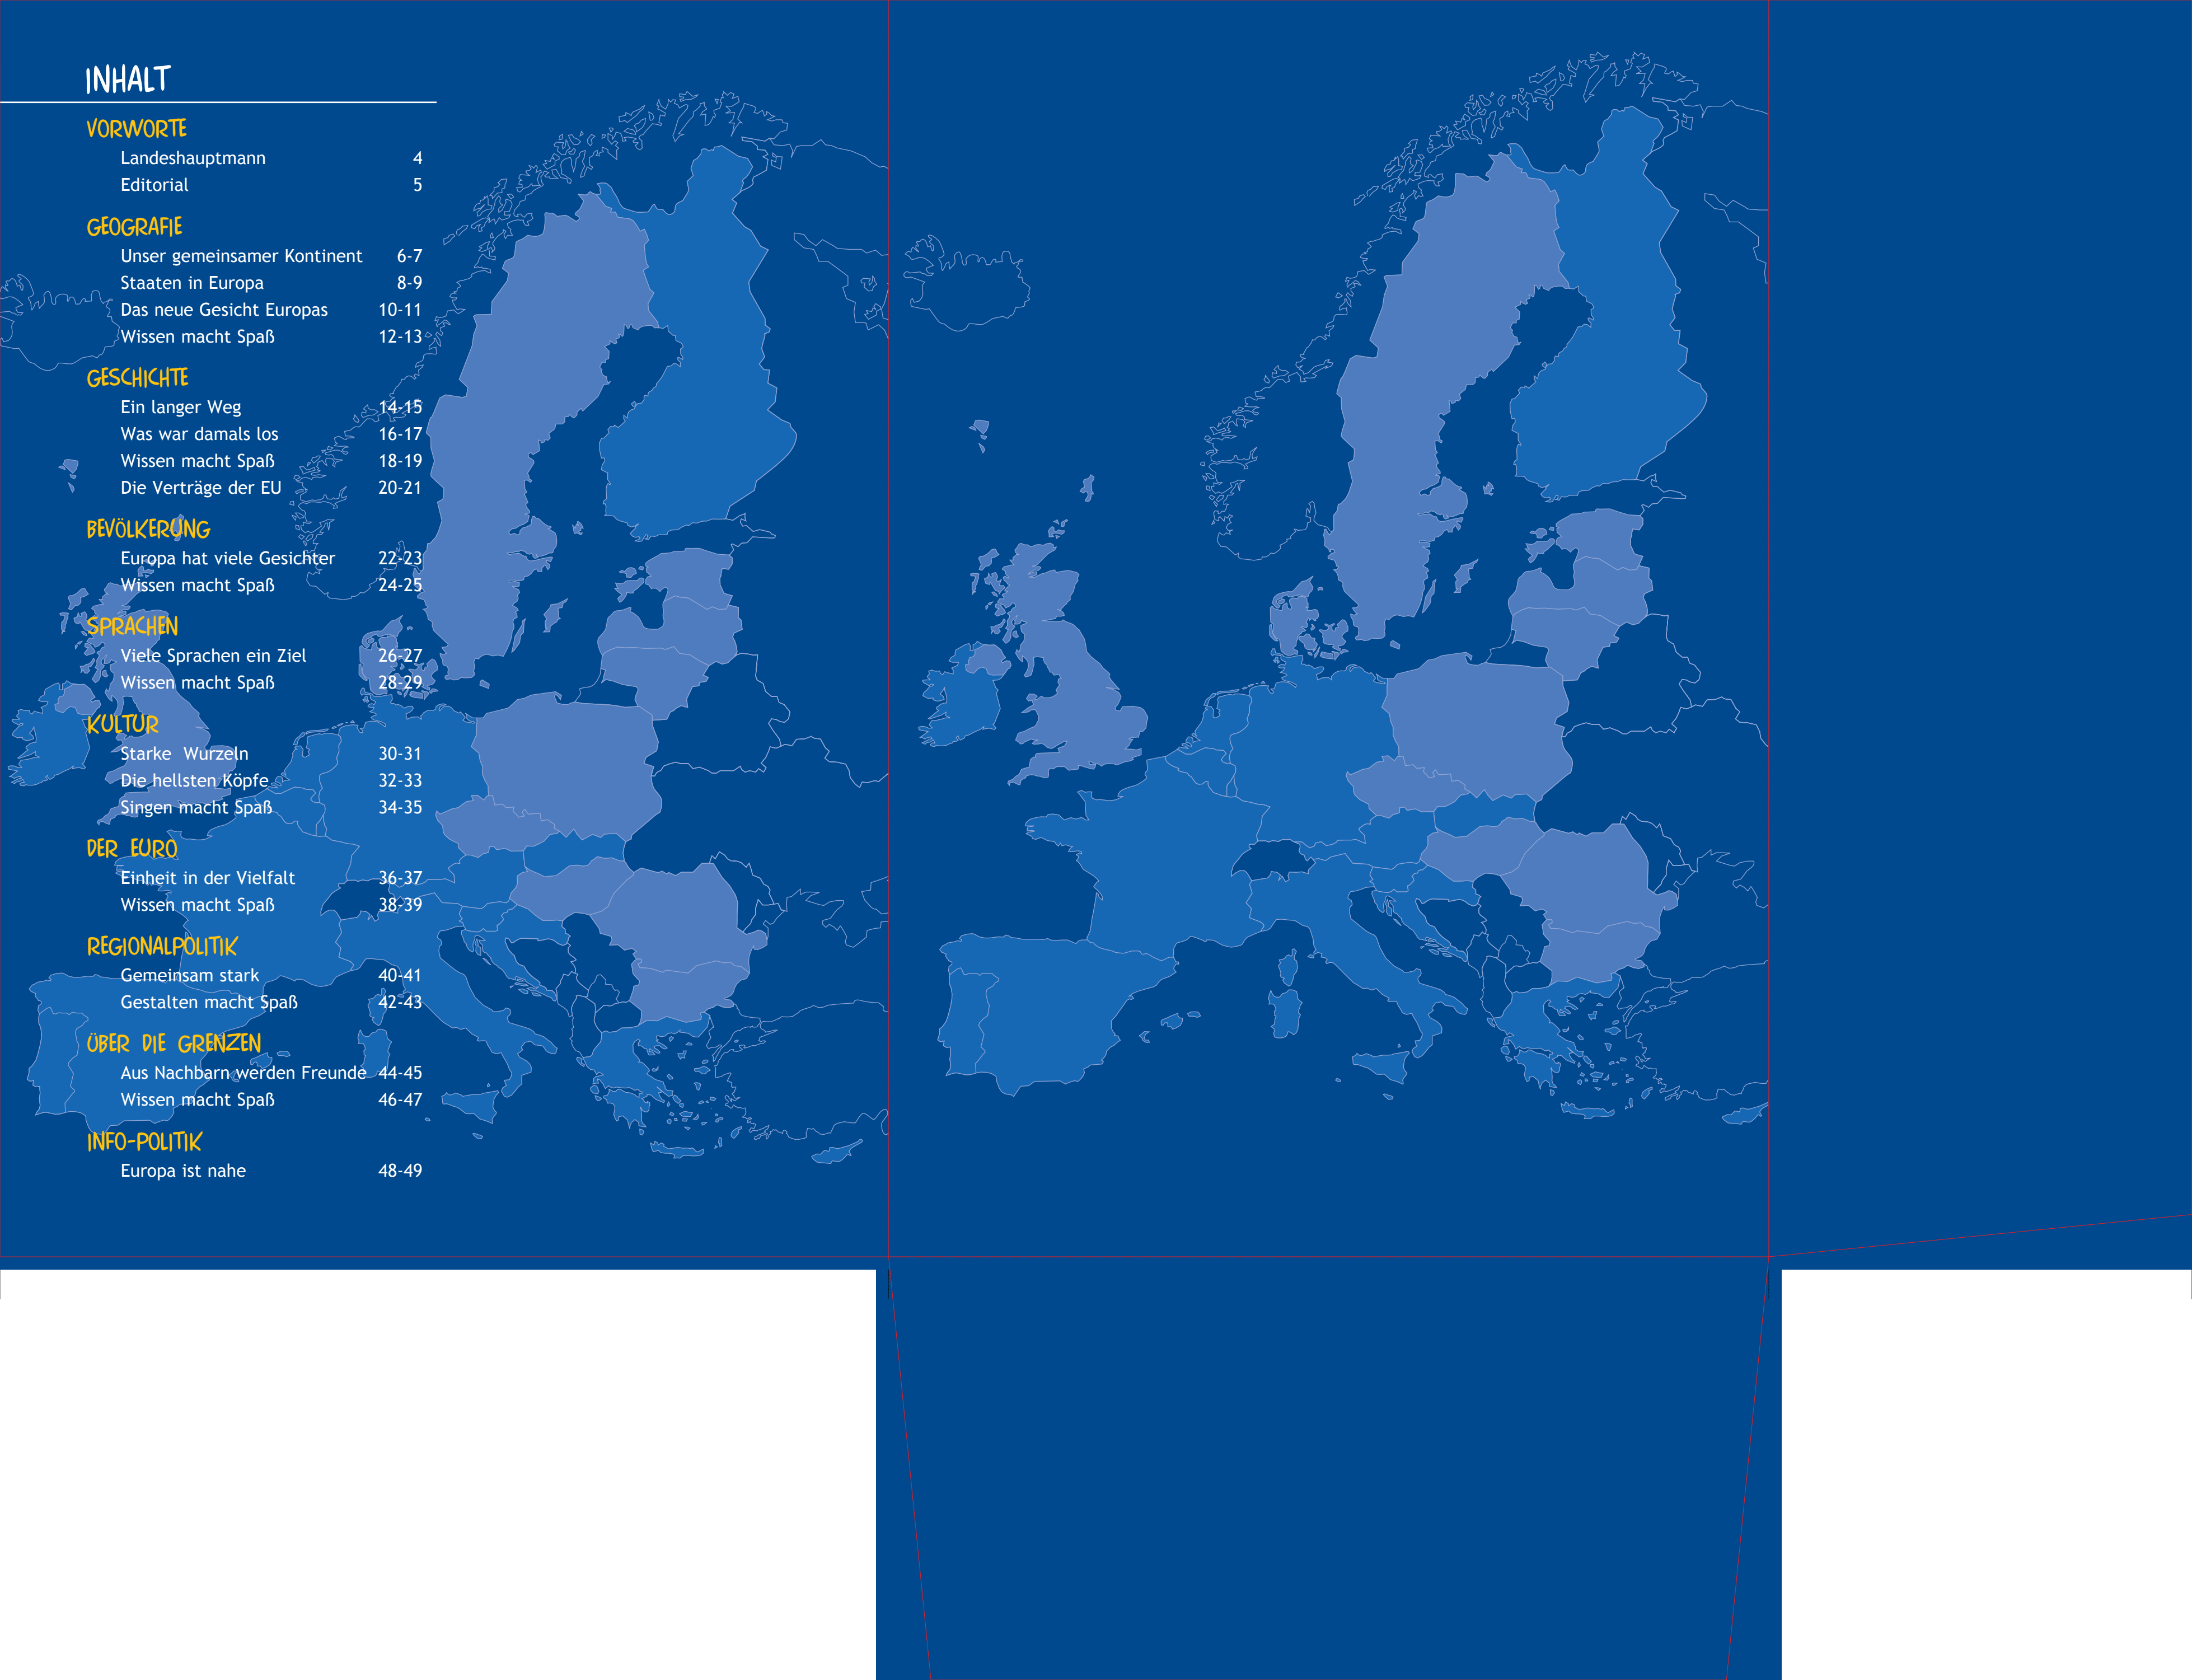 INHALT
VORWORTE
Landeshauptmann 4
Editorial 5
GEOGRAFIE
Unser gemeinsamer Kontinent 6-7
Staaten in Europa 8-9
Das neue Gesicht Europas 10-11
Wissen macht Spaß 12-13
GESCHICHTE
Ein langer Weg 14-15
Was war damals los 16-17
Wissen macht Spaß 18-19
Die Verträge der EU 20-21
BEVÖLKERUNG
Europa hat viele Gesichter 22-23
Wissen macht Spaß 24-25
SPRACHEN
Viele Sprachen ein Ziel 26-27
Wissen macht Spaß 28-29
KULTUR
Starke Wurzeln 30-31
Die hellsten Köpfe 32-33
Singen macht Spaß 34-35
DER EURO
Einheit in der Vielfalt 36-37
Wissen macht Spaß 38-39
REGIONALPOLITIK
Gemeinsam stark 40-41
Gestalten macht Spaß 42-43
ÜBER DIE GRENZEN
Aus Nachbarn werden Freunde 44-45
Wissen macht Spaß 46-47
INFO-POLITIK
Europa ist nahe 48-49